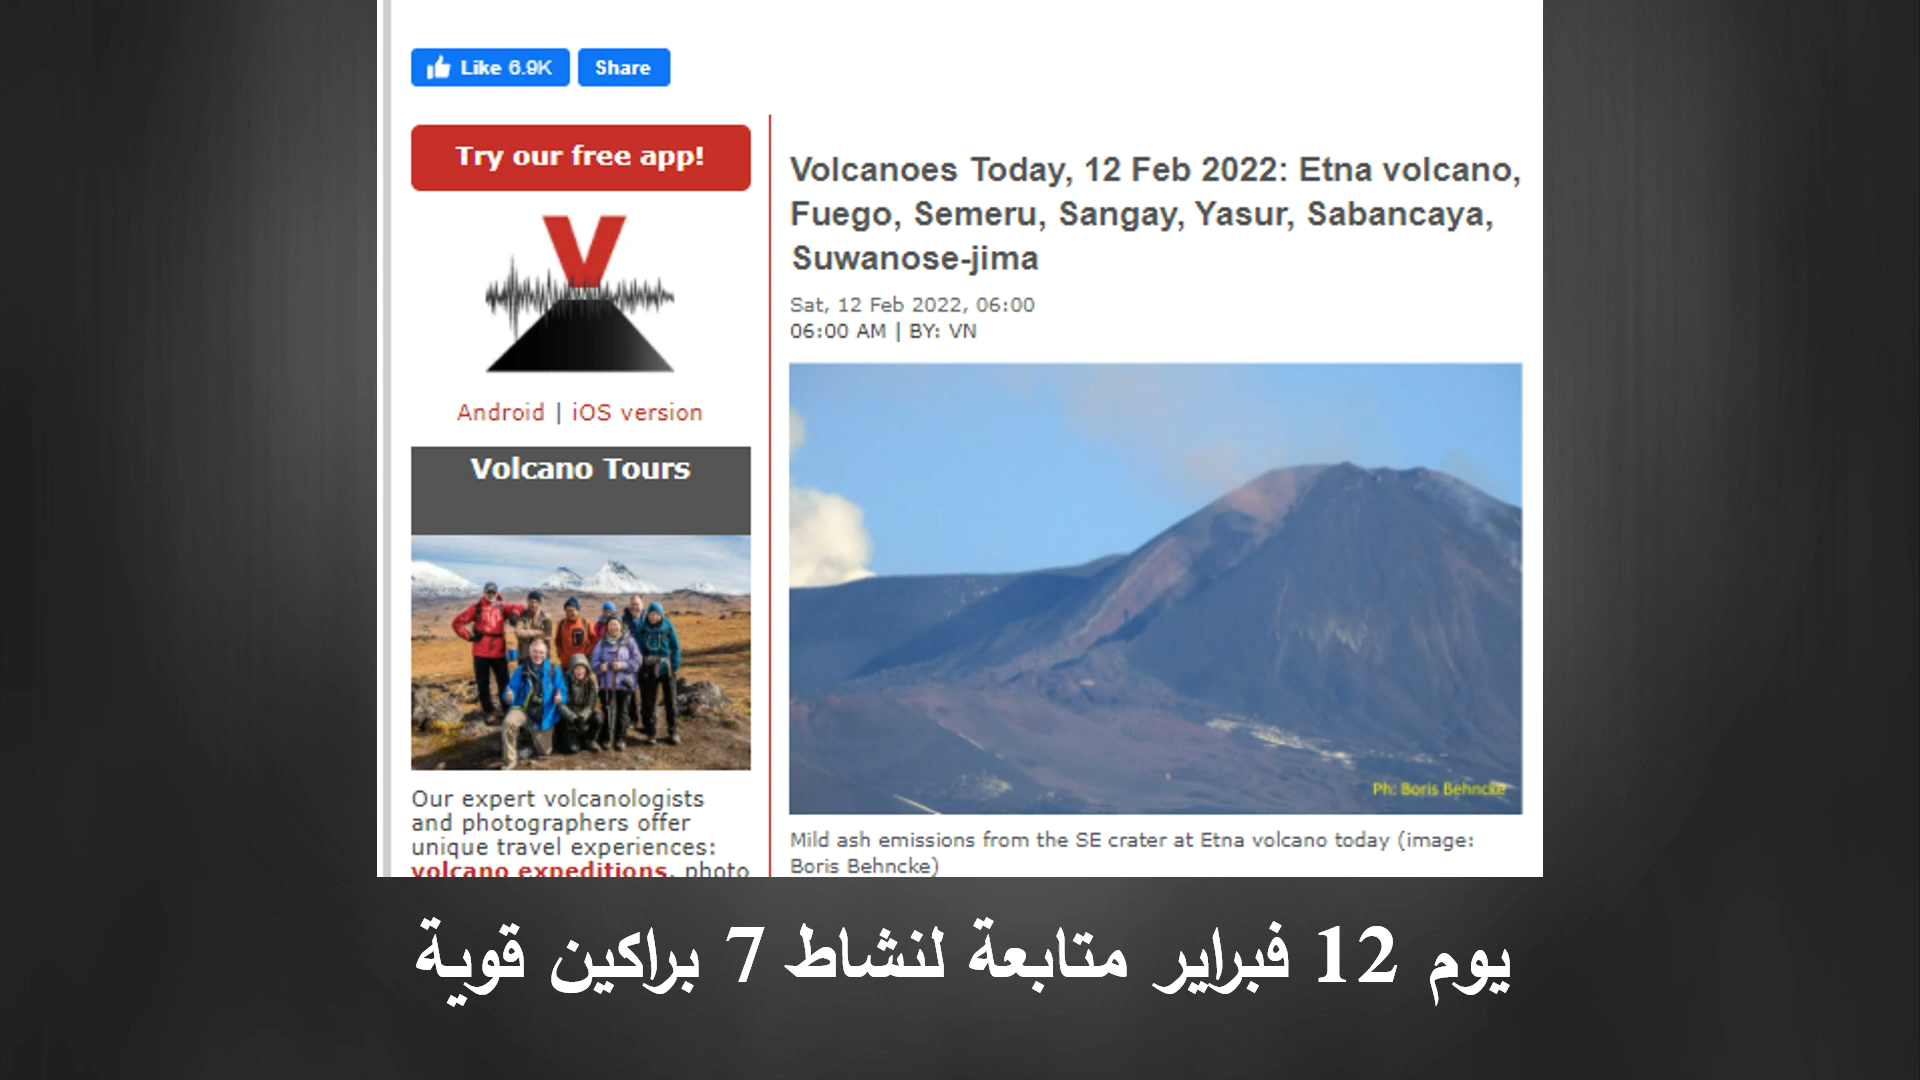 Like 6.9K
Share
Try our free app!
V
Android | iOS version
Volcano Tours
Our expert volcanologists
and photographers offer
unique travel experiences:
volcano expeditions, photo
Volcanoes Today, 12 Feb 2022: Etna volcano,
Fuego, Semeru, Sangay, Yasur, Sabancaya,
Suwanose-jima
Sat, 12 Feb 2022, 06:00
06:00 AM | BY: VN
Ph: Boris Behncke
Mild ash emissions from the SE crater at Etna volcano today (image:
Boris Behncke)
يوم 12 فبراير متابعة لنشاط 7 براكين قوية